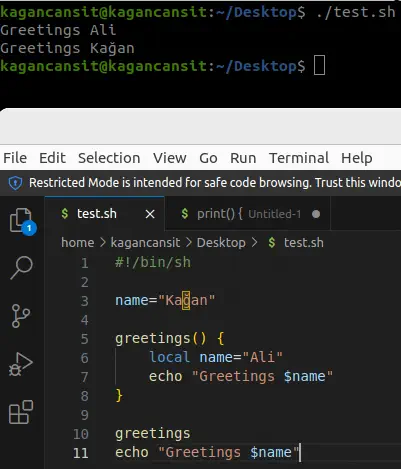 kagancansit@kagancansit:~/Desktop$ ./test.sh
Greetings Ali
Greetings Kağan
kagancansit@kagancansit:~/Desktop$
File Edit Selection View Go Run Terminal Help
Restricted Mode is intended for safe code browsing. Trust this windo
$ test.sh × $ print() { Untitled-1 ●
home > kagancansit > Desktop > $ test.sh
1 #!/bin/sh
2
3 name="Kağan"
4
5 greetings() {
6 local name="Ali"
7 echo "Greetings $name"
8 }
9
10 greetings
11 echo "Greetings $name"
1